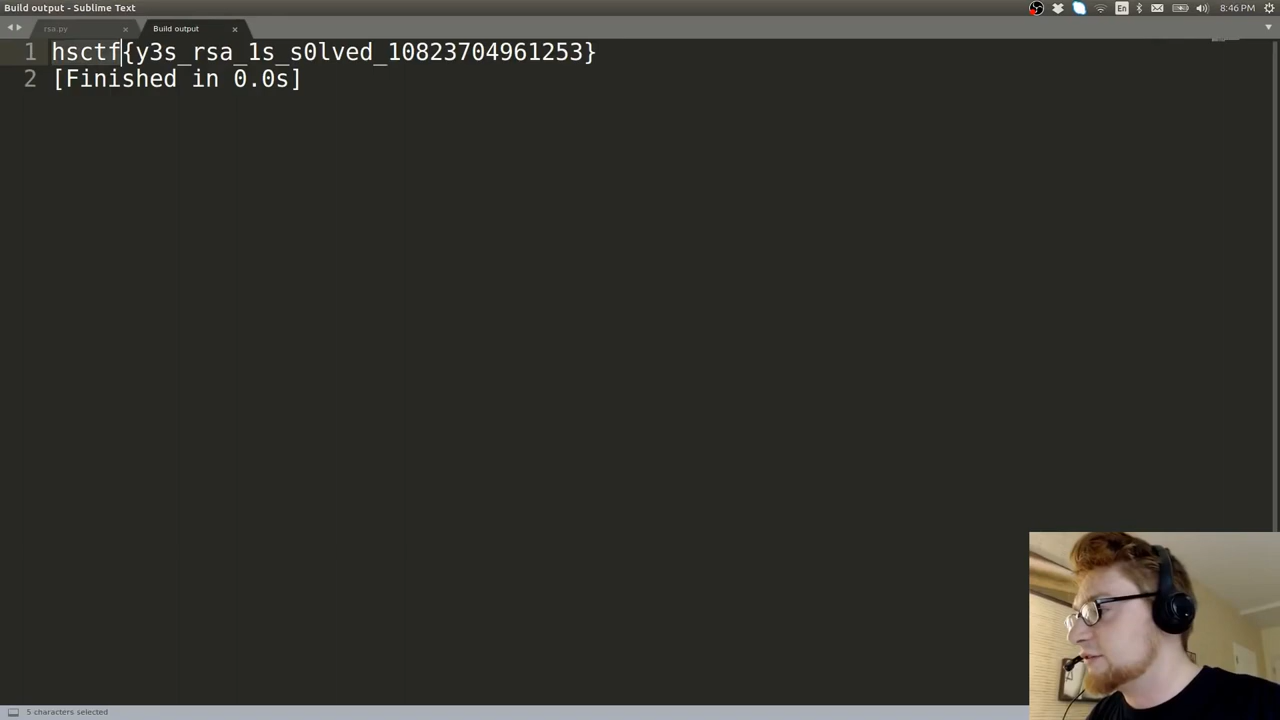 Build output - Sublime Text
En
8:46 PM
rsa.py
Build output
1 hsctf{y3s_rsa_1s_s0lved_10823704961253}
2 [Finished in 0.0s]
5 characters selected